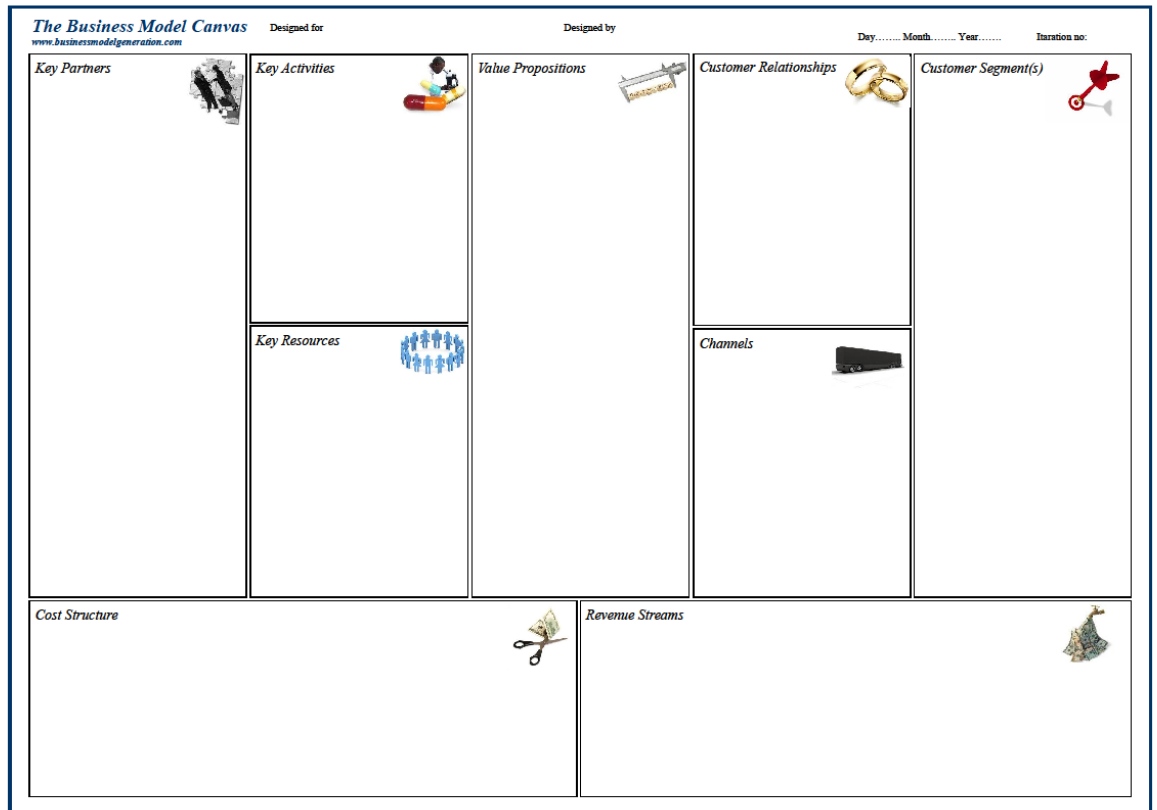 The Business Model Canvas
www.businessmodelgeneration.com
Designed for
Designed by
Day…….. Month…….. Year…….
Itaration no:
Key Partners
Key Activities
Value Propositions
Customer Relationships
Customer Segment(s)
Key Resources
Channels
Cost Structure
Revenue Streams